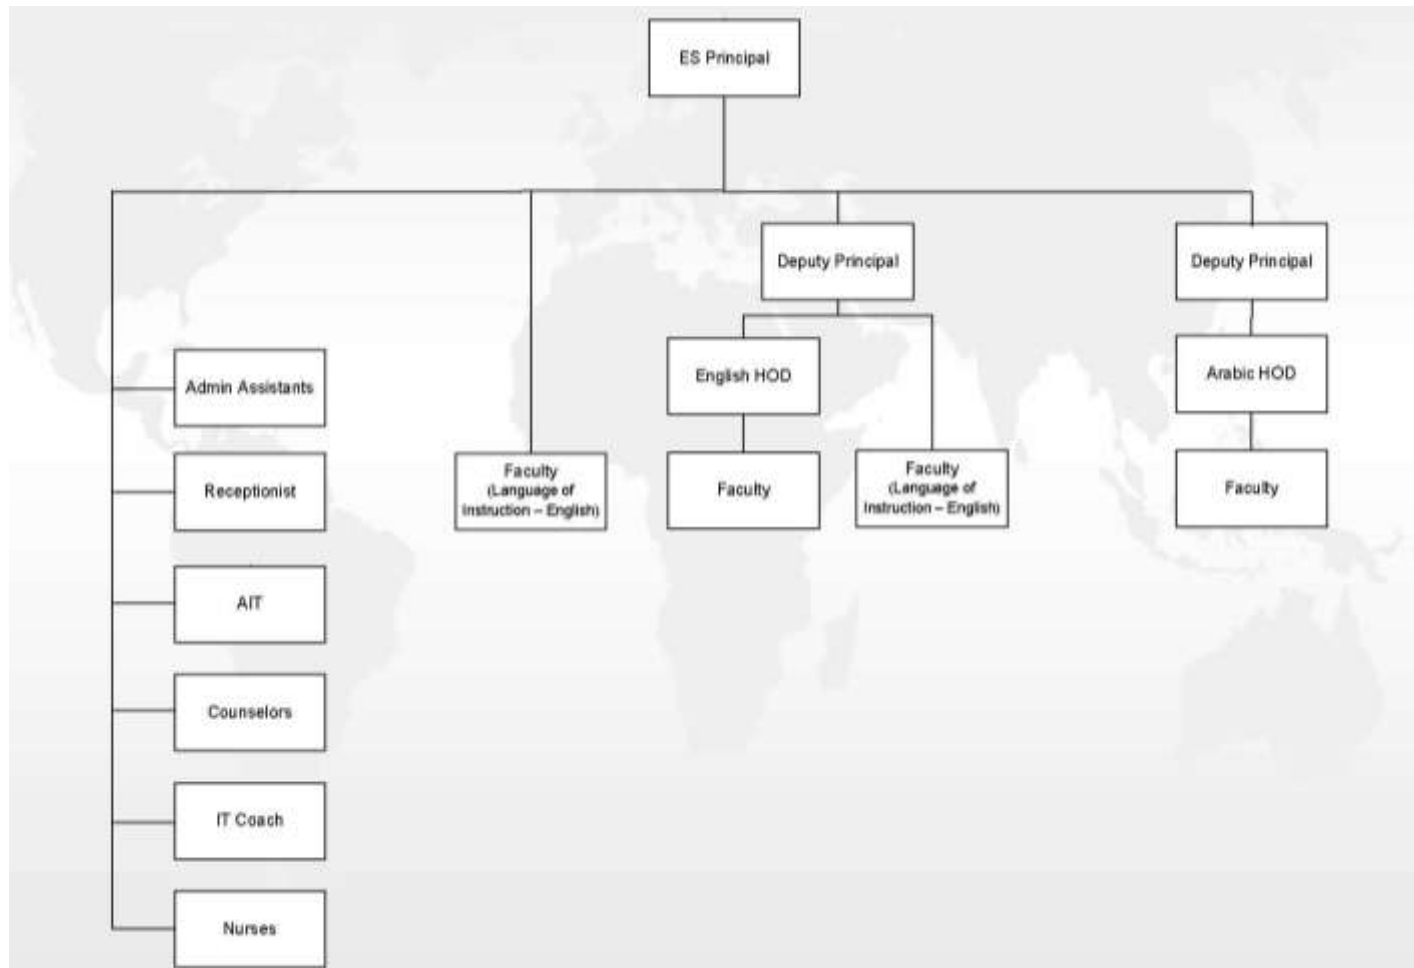 ES Principal
Deputy Principal
Deputy Principal
English HOD
Arabic HOD
Admin Assistants
Receptionist
Faculty
(Language of
Instruction – English)
Faculty
Faculty
(Language of
Instruction – English)
Faculty
AIT
Counselors
IT Coach
Nurses